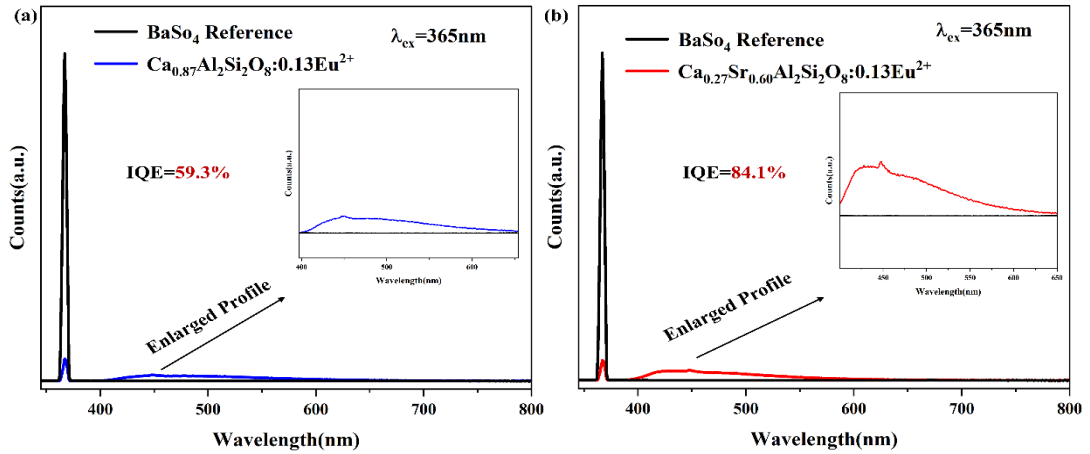 (a)
BaSo4 Reference
Ca0.87Al2Si2O8:0.13Eu2+
λex=365nm
IQE=59.3%
Counts(a.u.)
400
500
600
Wavelength(nm)
Enlarged Profile
Counts(a.u.)
400
500
600
700
800
Wavelength(nm)
(b)
BaSo4 Reference
Ca0.27Sr0.60Al2Si2O8:0.13Eu2+
λex=365nm
IQE=84.1%
Counts(a.u.)
450
500
550
600
650
Wavelength(nm)
Enlarged Profile
Counts(a.u.)
400
500
600
700
800
Wavelength(nm)